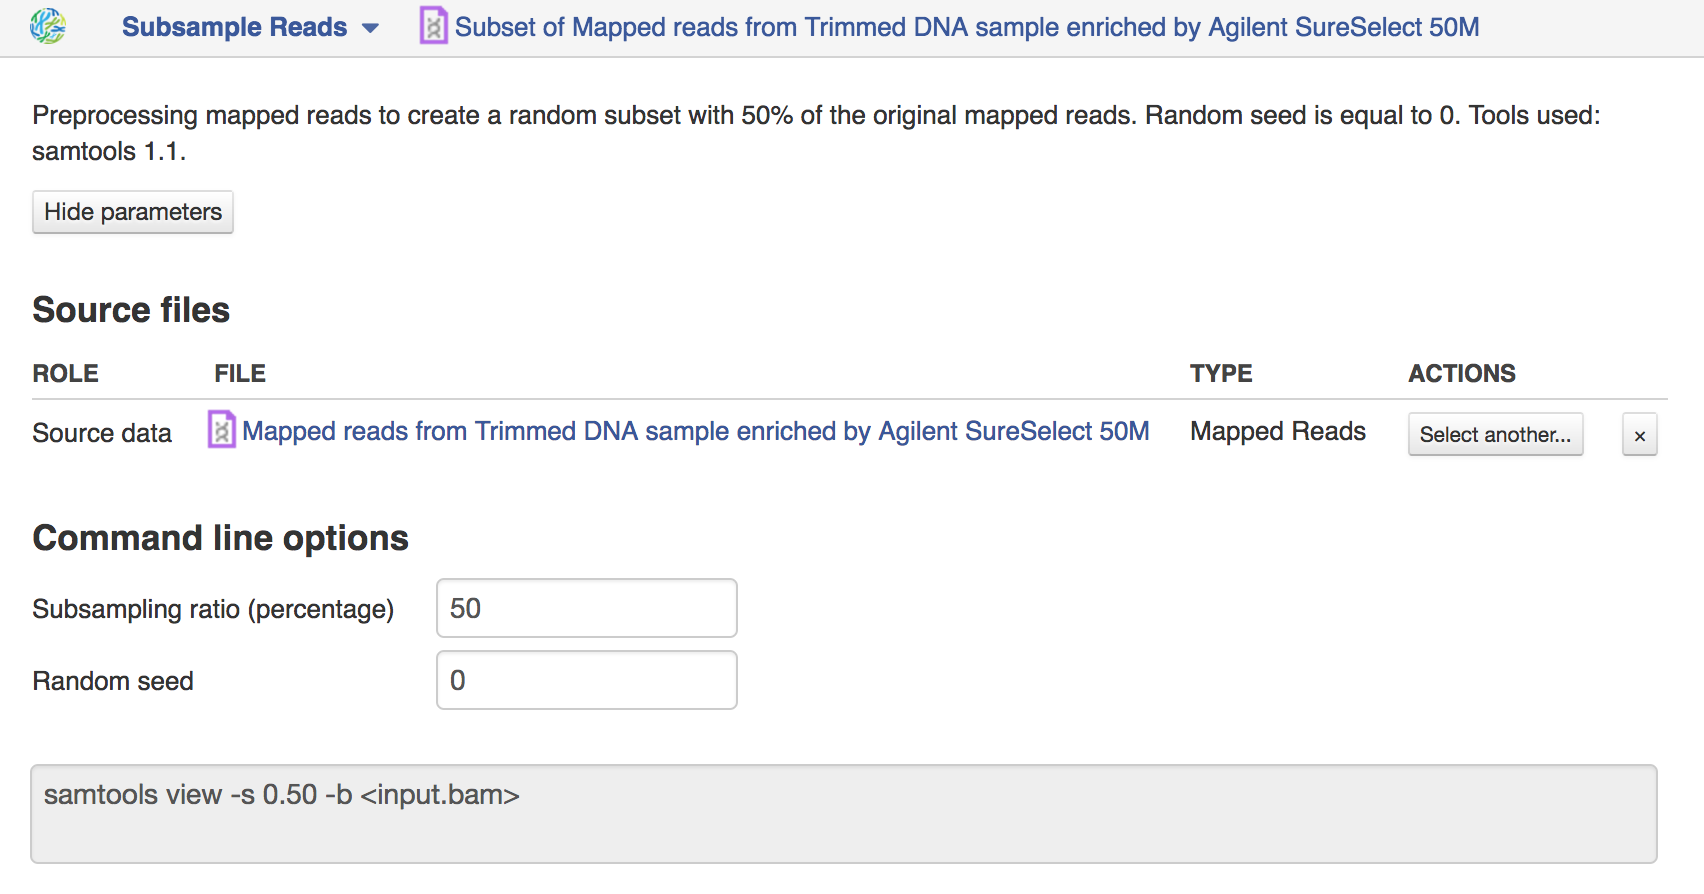 Subsample Reads
Subset of Mapped reads from Trimmed DNA sample enriched by Agilent SureSelect 50M
Preprocessing mapped reads to create a random subset with 50% of the original mapped reads. Random seed is equal to 0. Tools used:
samtools 1.1.
Hide parameters
Source files
ROLE FILE TYPE ACTIONS
Source data Mapped reads from Trimmed DNA sample enriched by Agilent SureSelect 50M Mapped Reads Select another... ×
Command line options
Subsampling ratio (percentage) 50
Random seed 0
samtools view -s 0.50 -b <input.bam>